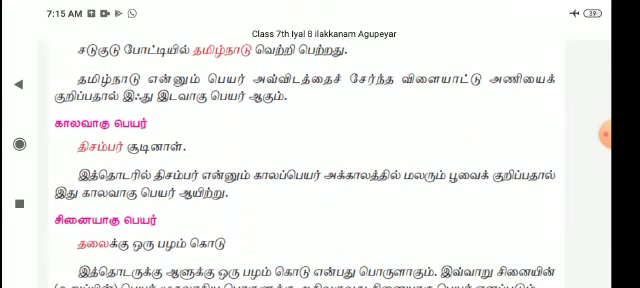 7:15 AM
39
Class 7th Iyal 8 ilakkanam Agupeyar
சடுகுடு போட்டியில் தமிழ்நாடு வெற்றி பெற்றது.
தமிழ்நாடு என்னும் பெயர் அவ்விடத்தைச் சேர்ந்த விளையாட்டு அணியைக்
குறிப்பதால் இஃது இடவாகு பெயர் ஆகும்.
காலவாகு பெயர்
திசம்பர் சூடினாள்.
இத்தொடரில் திசம்பர் என்னும் காலப்பெயர் அக்காலத்தில் மலரும் பூவைக் குறிப்பதால்
இது காலவாகு பெயர் ஆயிற்று.
சினையாகு பெயர்
தலைக்கு ஒரு பழம் கொடு
இத்தொடருக்கு ஆளுக்கு ஒரு பழம் கொடு என்பது பொருளாகும். இவ்வாறு சினையின்